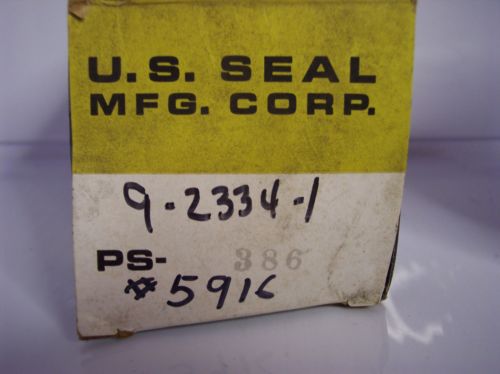 U.S. SEAL
MFG. CORP.
9-2334-1
PS- 386
#5916